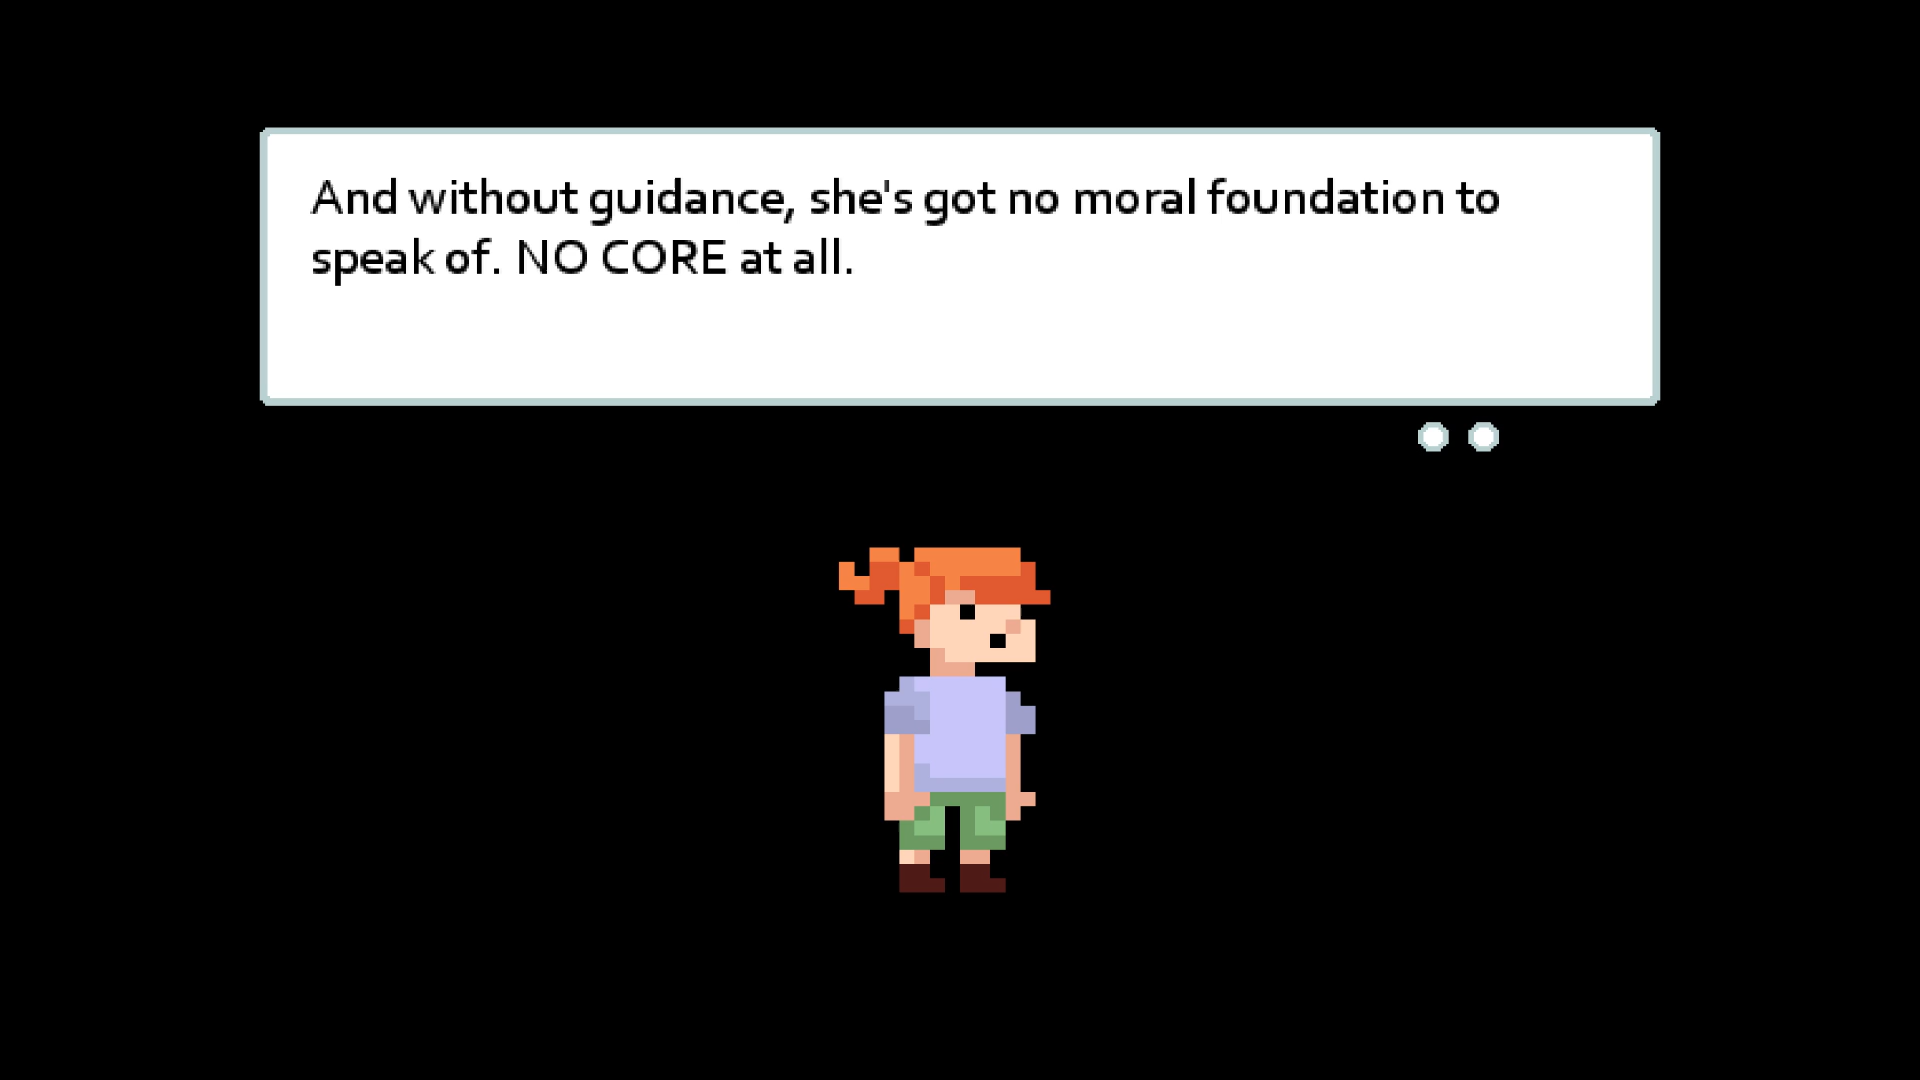 And without guidance, she's got no moral foundation to
speak of. NO CORE at all.